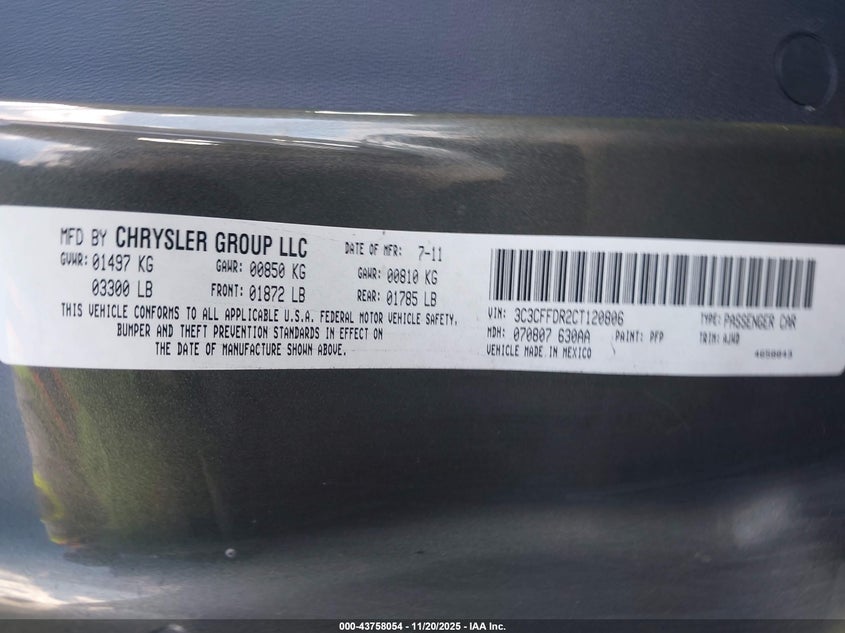 MFD BY CHRYSLER GROUP LLC DATE OF MFR: 7-11
GVWR: 01497 KG GAWR: 00850 KG GAWR: 00810 KG
03300 LB FRONT: 01872 LB REAR: 01785 LB
THIS VEHICLE CONFORMS TO ALL APPLICABLE U.S.A. FEDERAL MOTOR VEHICLE SAFETY,
BUMPER AND THEFT PREVENTION STANDARDS IN EFFECT ON
THE DATE OF MANUFACTURE SHOWN ABOVE.
VIN: 3C3CFFDR2CT120806 TYPE: PASSENGER CAR
MDH: 070807 630AA PAINT: PFP TRIM: AJWD
VEHICLE MADE IN MEXICO
000-43758054 - 11/20/2025 - IAA Inc.